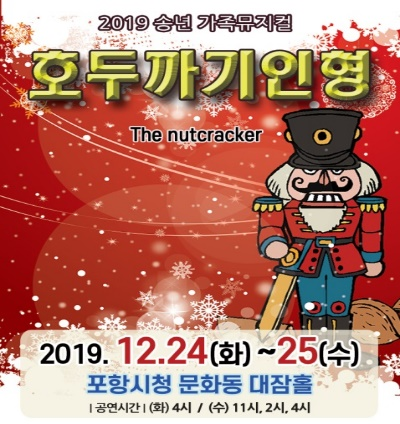 2019 송년 가족뮤지컬
호두까기인형
The nutcracker
2019. 12.24(화) ~25(수)
포항시청 문화동 대잠홀
| 공연시간 | (화) 4시 / (수) 11시, 2시, 4시